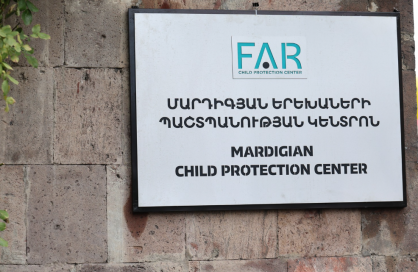 FAR
CHILD PROTECTION CENTER
ՄԱՐԴԻԳՅԱՆ ԵՐԵԽԱՆԵՐԻ
ՊԱՇՏՊԱՆՈՒԹՅԱՆ ԿԵՆՏՐՈՆ
MARDIGIAN
CHILD PROTECTION CENTER